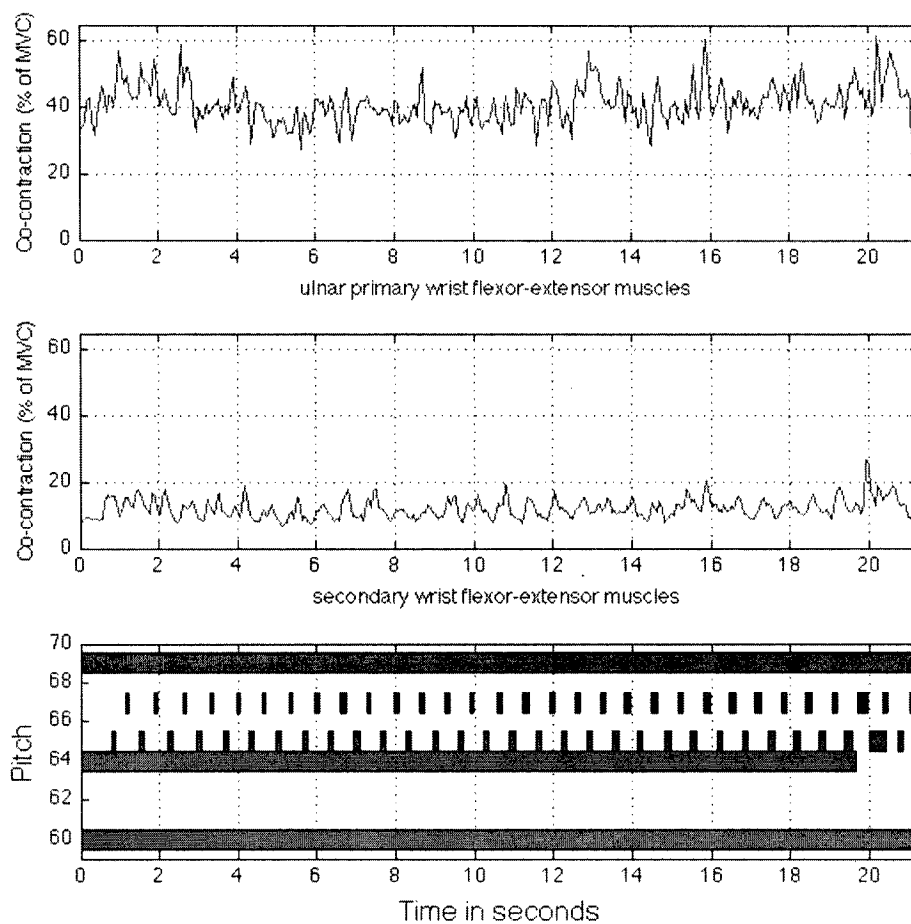 Co-contraction (% of MVC)
60
40
20
0
0 2 4 6 8 10 12 14 16 18 20
ulnar primary wrist flexor-extensor muscles
Co-contraction (% of MVC)
60
40
20
0
0 2 4 6 8 10 12 14 16 18 20
secondary wrist flexor-extensor muscles
Pitch
70
68
66
64
62
60
0 2 4 6 8 10 12 14 16 18 20
Time in seconds